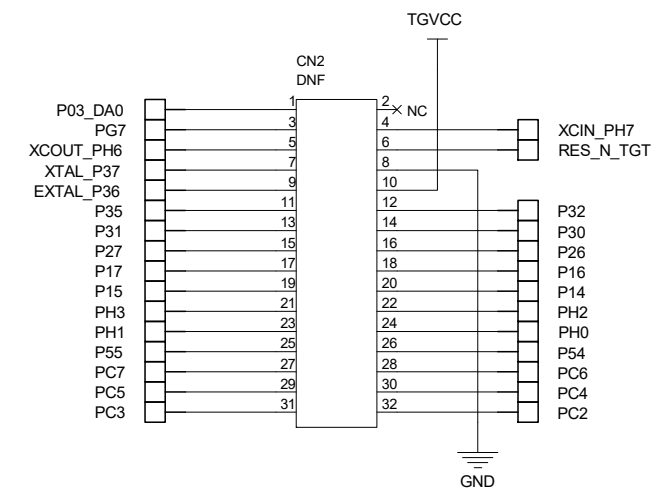 TGVCC
CN2
DNF
P03_DA0 1 2 NC
PG7 3 4 XCIN_PH7
XCOUT_PH6 5 6 RES_N_TGT
XTAL_P37 7 8
EXTAL_P36 9 10
P35 11 12 P32
P31 13 14 P30
P27 15 16 P26
P17 17 18 P16
P15 19 20 P14
PH3 21 22 PH2
PH1 23 24 PH0
P55 25 26 P54
PC7 27 28 PC6
PC5 29 30 PC4
PC3 31 32 PC2
GND